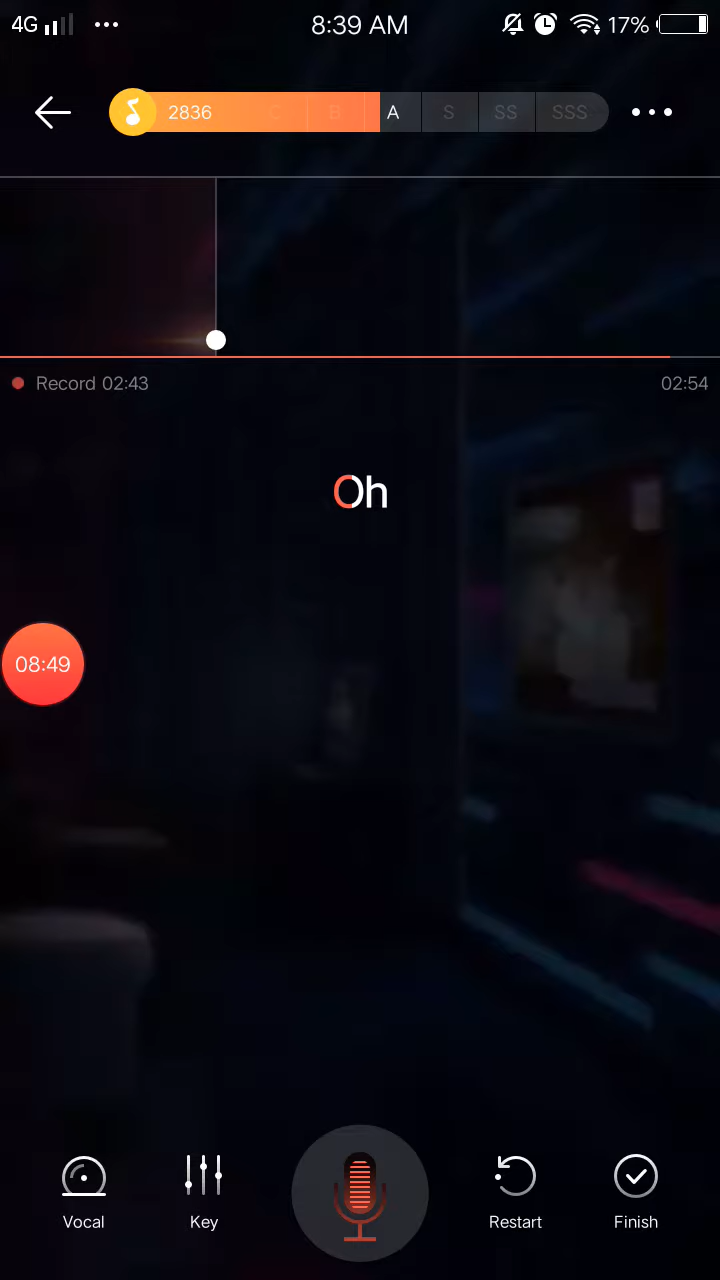 4G 8:39 AM 17%
2836 C B A S SS SSS
Record 02:43 02:54
Oh
08:49
Vocal Key Restart Finish